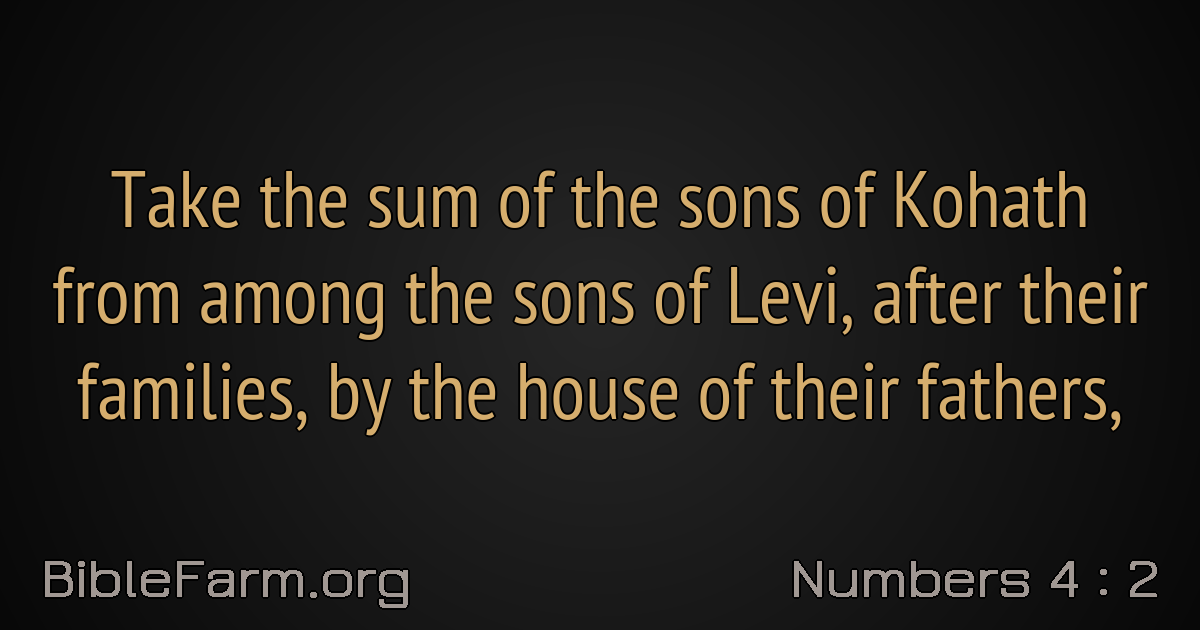 Take the sum of the sons of Kohath
from among the sons of Levi, after their
families, by the house of their fathers,
BibleFarm.org
Numbers 4 : 2